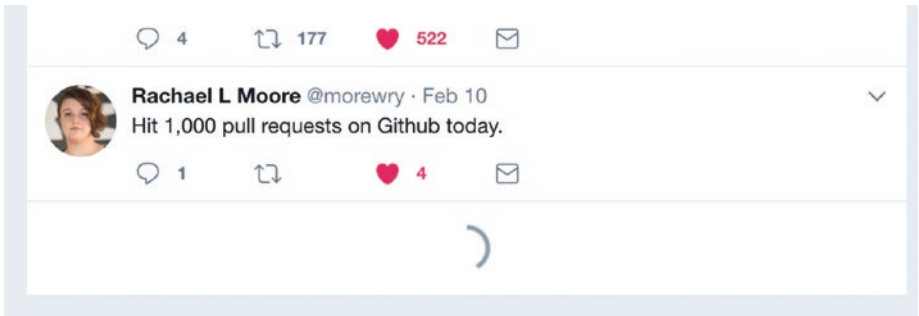 4 177 522
Rachael L Moore @morewry · Feb 10
Hit 1,000 pull requests on Github today.
1 4